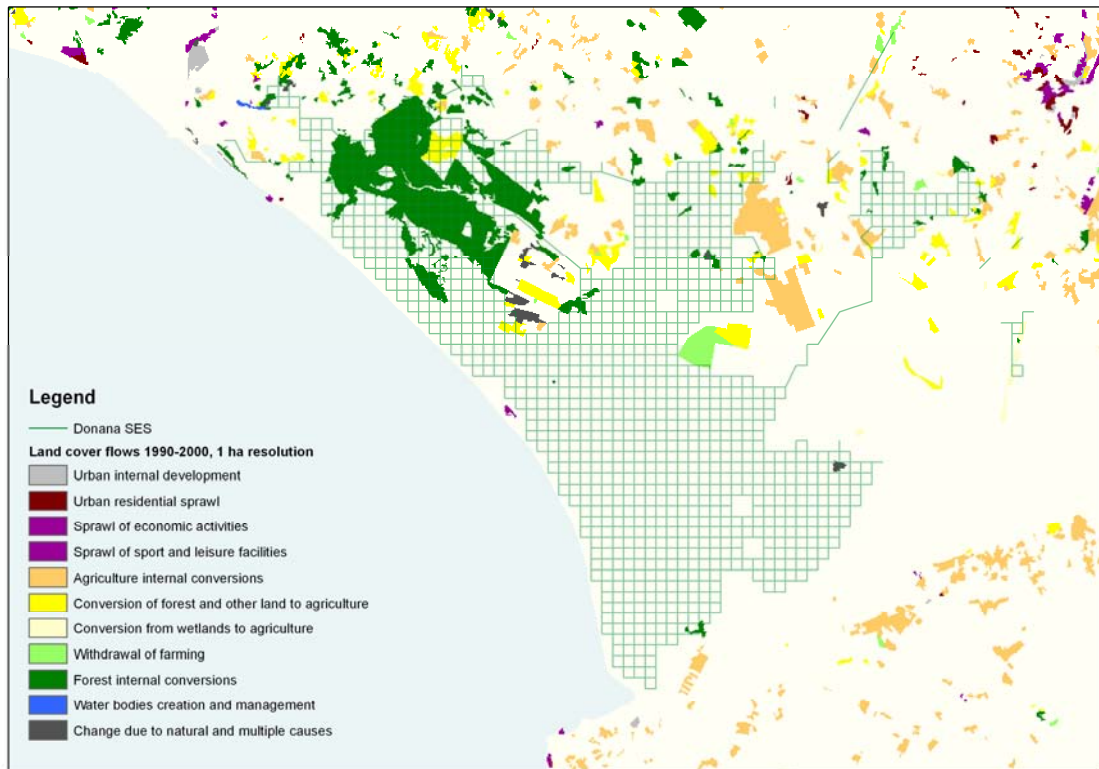 Legend
Donana SES
Land cover flows 1990-2000, 1 ha resolution
Urban internal development
Urban residential sprawl
Sprawl of economic activities
Sprawl of sport and leisure facilities
Agriculture internal conversions
Conversion of forest and other land to agriculture
Conversion from wetlands to agriculture
Withdrawal of farming
Forest internal conversions
Water bodies creation and management
Change due to natural and multiple causes